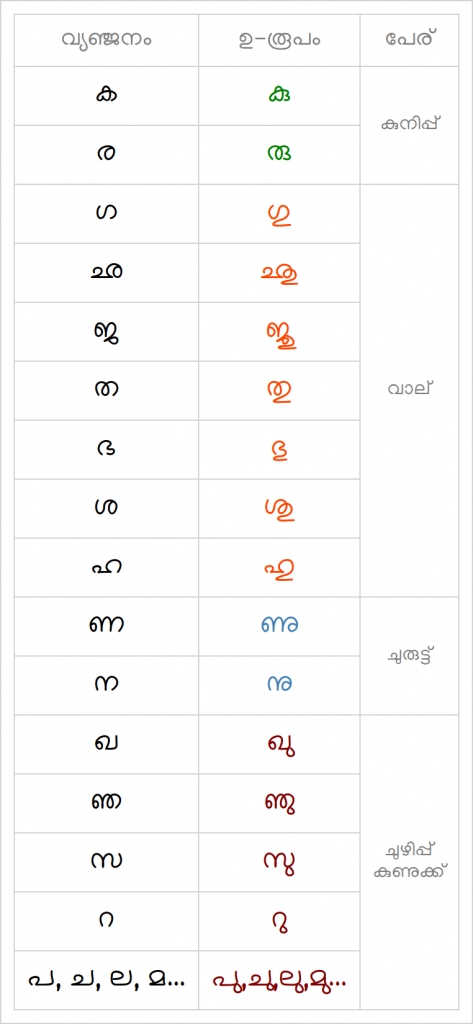 വ്യഞ്ജനം ഉ-രൂപം പേര്
ക കു
കുനിപ്പ്
ര രു
ഗ ഗു
ഛ ഛു
ജ ജു
ത തു
വാല്
ഭ ഭു
ശ ശു
ഹ ഹു
ണ ണു
ചുരുട്ട്
ന നു
ഖ ഖു
ഞ ഞു
സ സു
ചുഴിപ്പ്
കുണുക്ക്
റ റു
പ, ച, ല, മ... പു,ചു,ലു,മു...